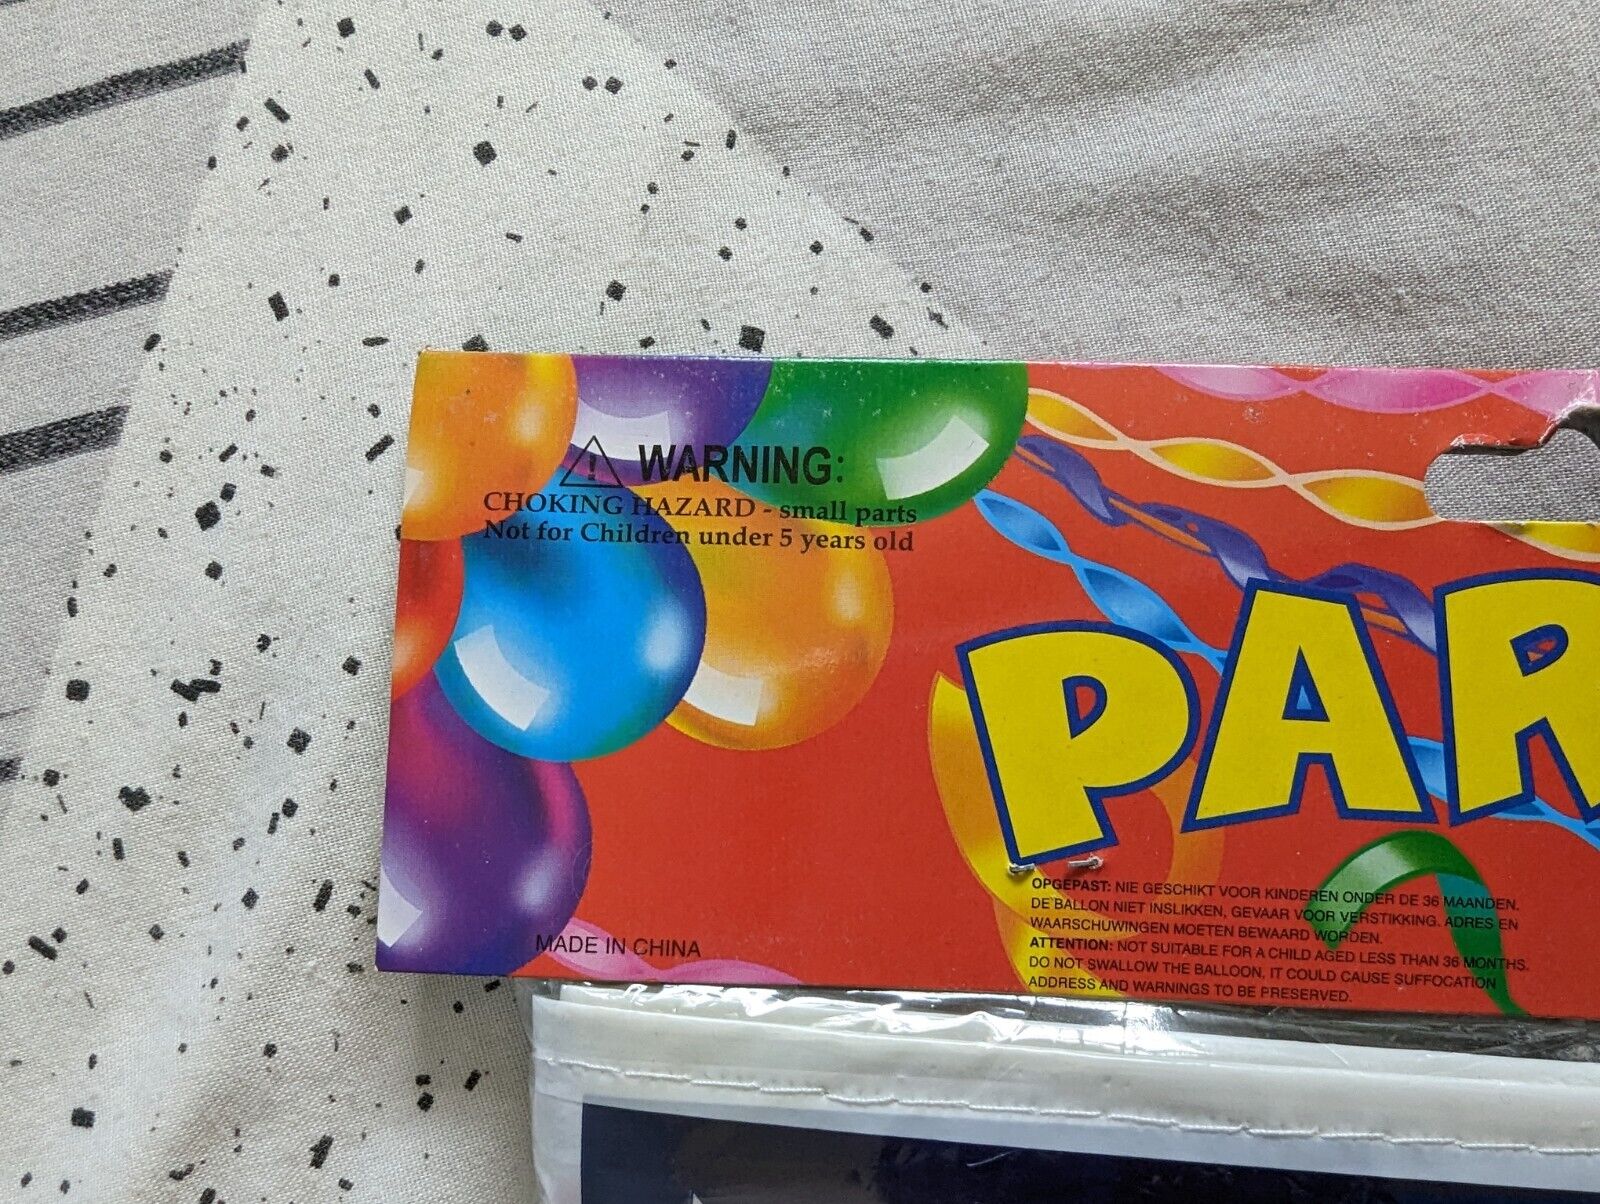 WARNING:
CHOKING HAZARD - small parts
Not for Children under 5 years old
PAR
OPGEPAST: NIE GESCHIKT VOOR KINDEREN ONDER DE 36 MAANDEN.
DE BALLON NIET INSLIKKEN, GEVAAR VOOR VERSTIKKING. ADRES EN
WAARSCHUWINGEN MOETEN BEWAARD WORDEN.
ATTENTION: NOT SUITABLE FOR A CHILD AGED LESS THAN 36 MONTHS.
DO NOT SWALLOW THE BALLOON, IT COULD CAUSE SUFFOCATION
ADDRESS AND WARNINGS TO BE PRESERVED.
MADE IN CHINA